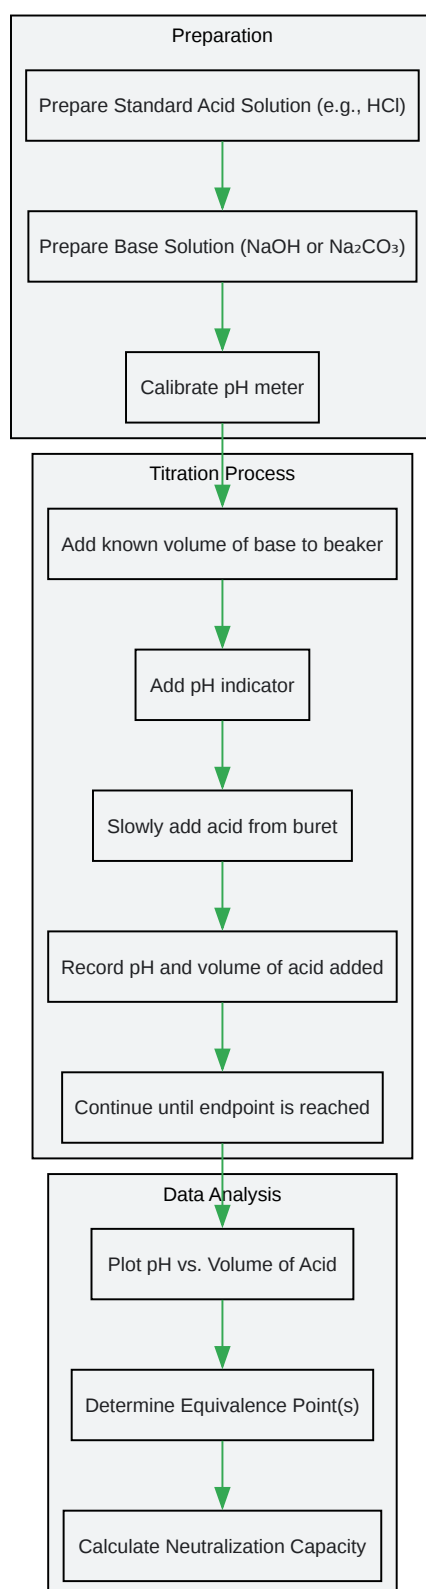 Preparation
Prepare Standard Acid Solution (e.g., HCl)
Prepare Base Solution (NaOH or Na₂CO₃)
Calibrate pH meter
Titration Process
Add known volume of base to beaker
Add pH indicator
Slowly add acid from buret
Record pH and volume of acid added
Continue until endpoint is reached
Data Analysis
Plot pH vs. Volume of Acid
Determine Equivalence Point(s)
Calculate Neutralization Capacity